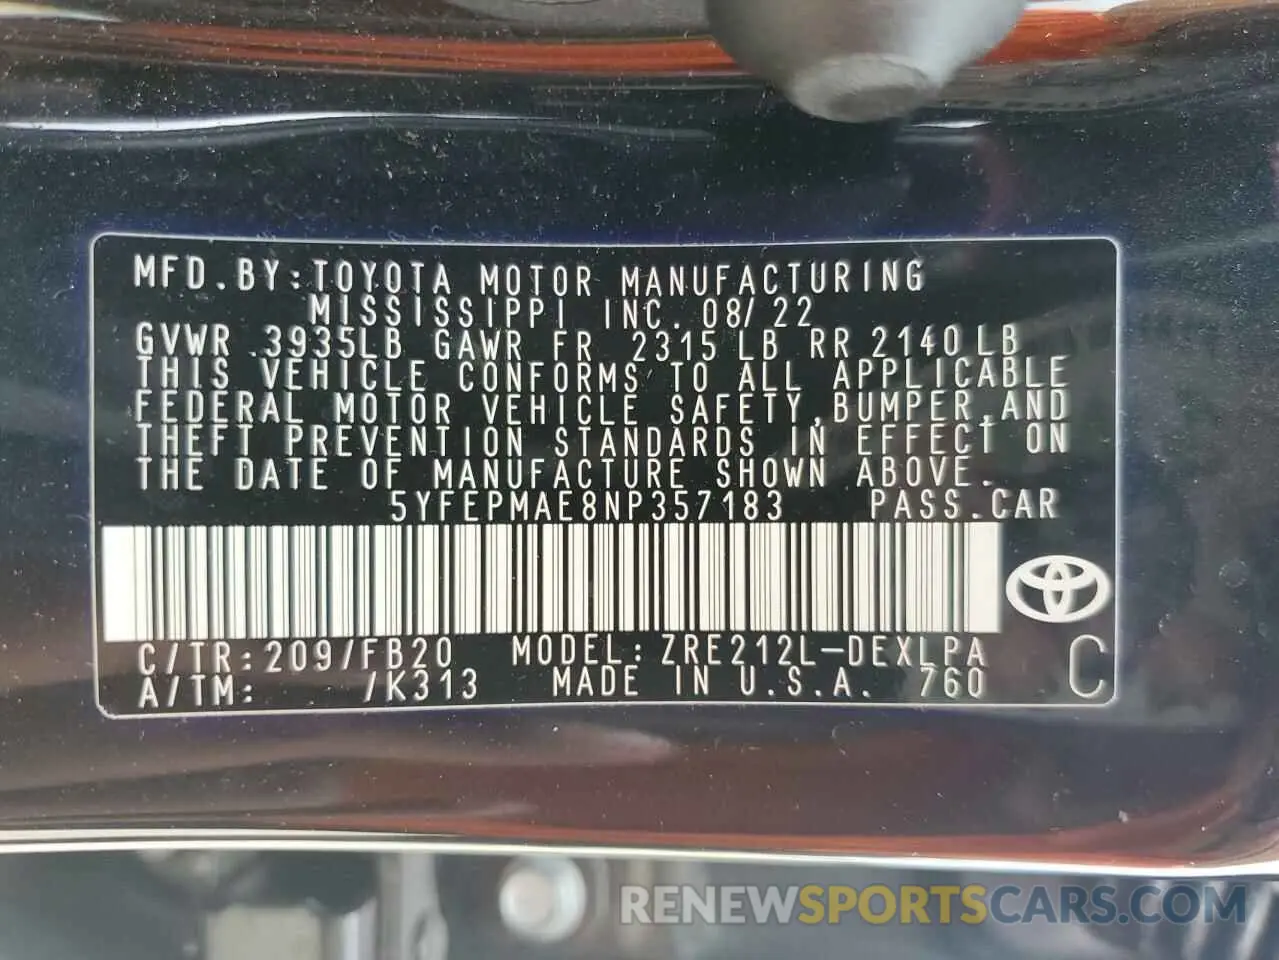 MFD.BY:TOYOTA MOTOR MANUFACTURING
MISSISSIPPI INC. 08/22
GVWR 3935LB GAWR FR 2315 LB RR 2140 LB
THIS VEHICLE CONFORMS TO ALL APPLICABLE
FEDERAL MOTOR VEHICLE SAFETY,BUMPER,AND
THEFT PREVENTION STANDARDS IN EFFECT ON
THE DATE OF MANUFACTURE SHOWN ABOVE.
5YFEPMAE8NP357183 PASS.CAR
C/TR:209/FB20 MODEL:ZRE212L-DEXLPA
A/TM: /K313 MADE IN U.S.A. 760 C
RENEWSPORTSCARS.COM